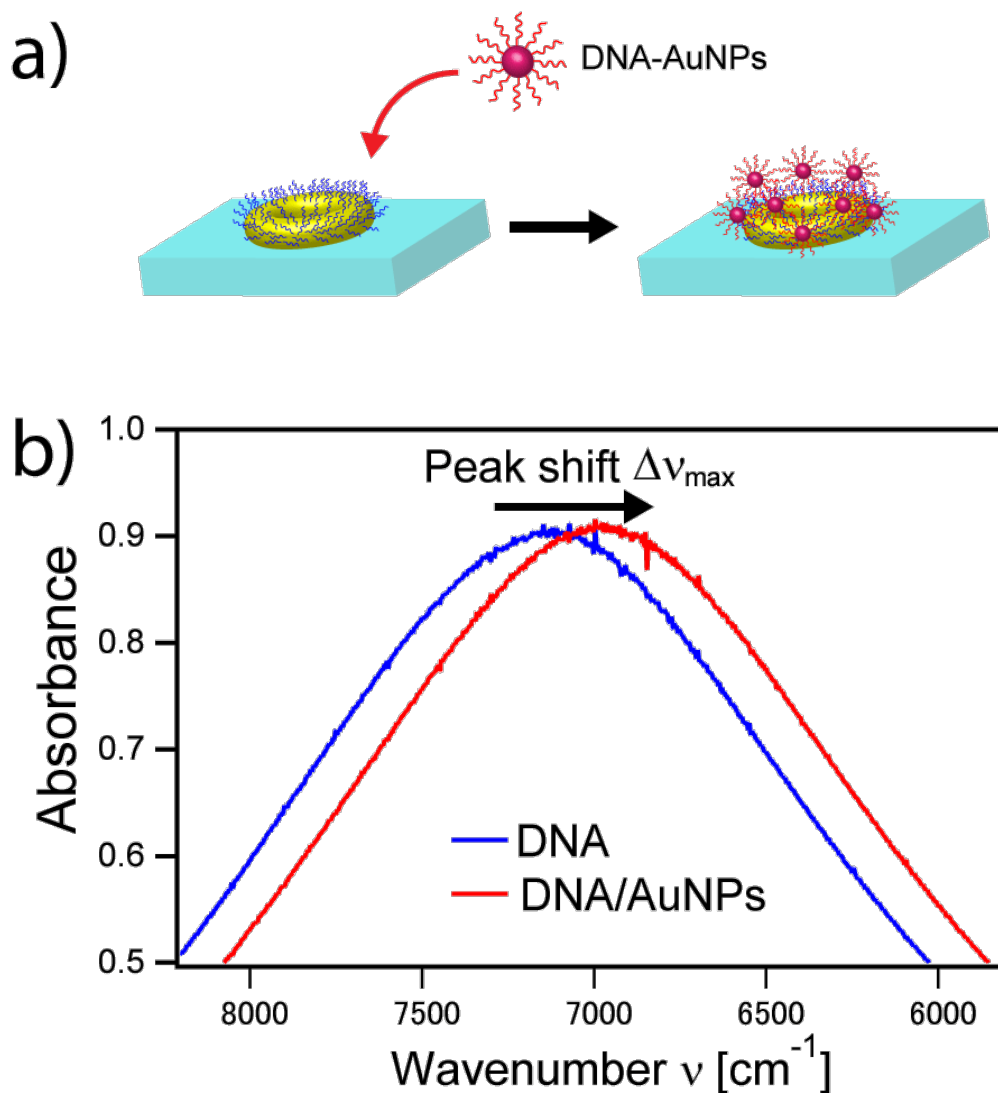 a)
DNA-AuNPs
b)
Peak shift Δν_max
1.0
0.9
0.8
0.7
0.6
0.5
Absorbance
DNA
DNA/AuNPs
8000 7500 7000 6500 6000
Wavenumber ν [cm⁻¹]